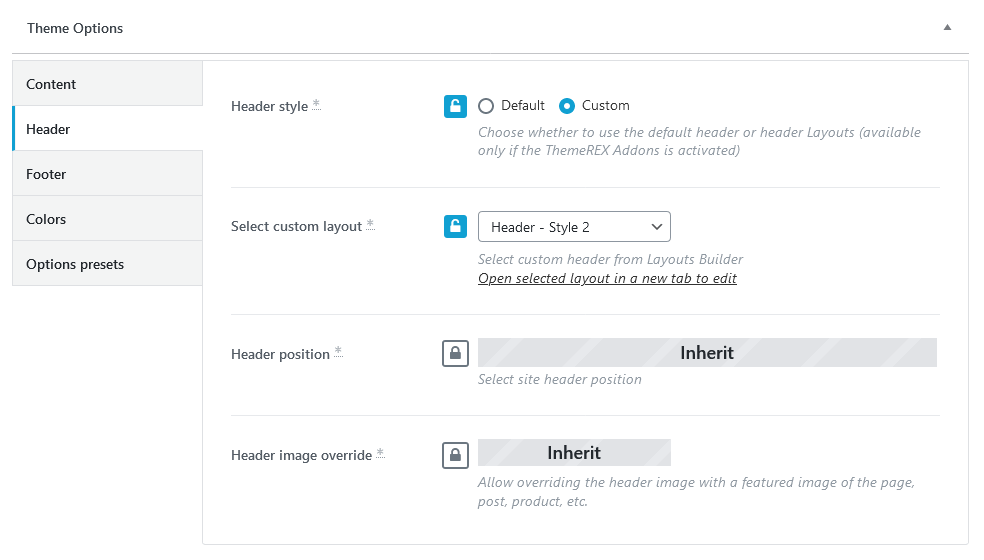 Theme Options
Content
Header
Footer
Colors
Options presets
Header style *
Default
Custom
Choose whether to use the default header or header Layouts (available
only if the ThemeREX Addons is activated)
Select custom layout *
Header - Style 2
Select custom header from Layouts Builder
Open selected layout in a new tab to edit
Header position *
Inherit
Select site header position
Header image override *
Inherit
Allow overriding the header image with a featured image of the page,
post, product, etc.